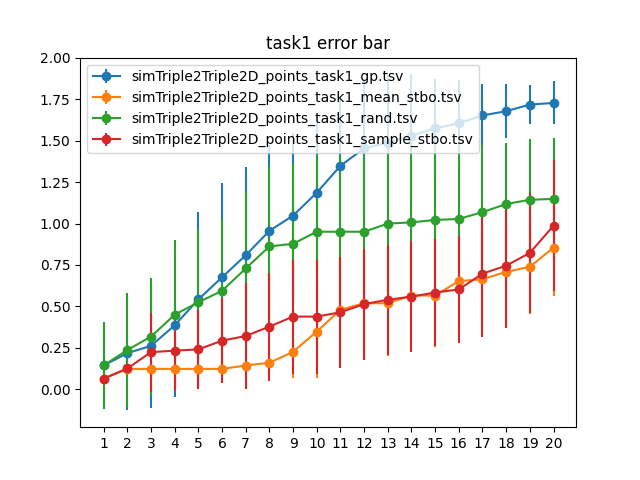 task1 error bar
2.00
1.75
1.50
1.25
1.00
0.75
0.50
0.25
0.00
simTriple2Triple2D_points_task1_gp.tsv
simTriple2Triple2D_points_task1_mean_stbo.tsv
simTriple2Triple2D_points_task1_rand.tsv
simTriple2Triple2D_points_task1_sample_stbo.tsv
1 2 3 4 5 6 7 8 9 10 11 12 13 14 15 16 17 18 19 20